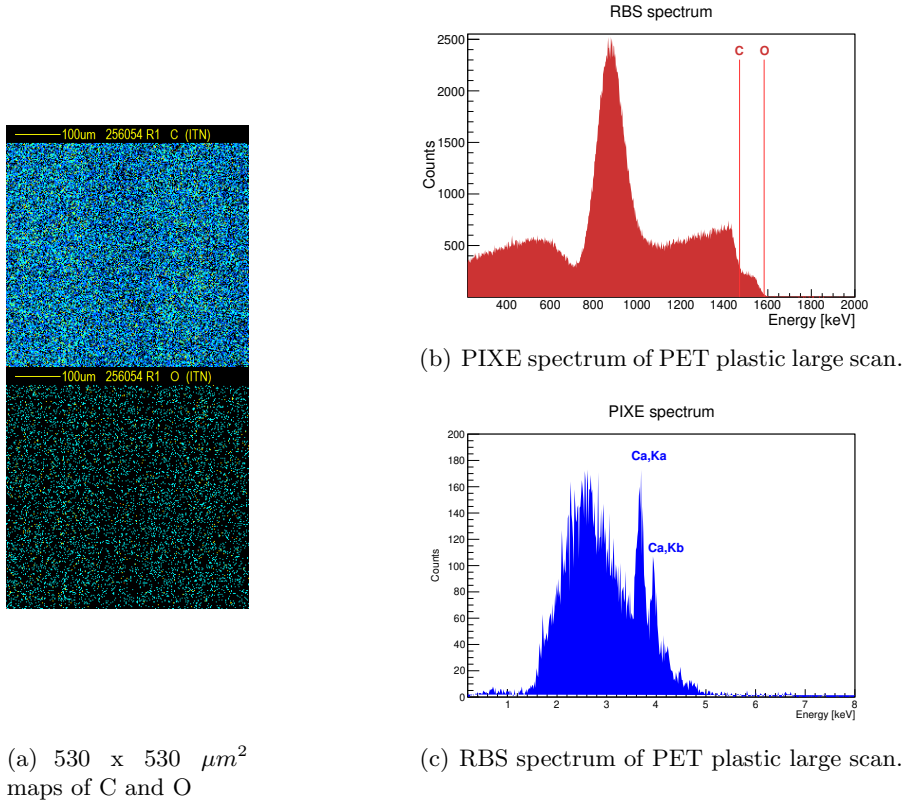 100um 256054 R1 C (ITN)
100um 256054 R1 O (ITN)
(a) 530 x 530 μm²
maps of C and O
RBS spectrum
Counts
2500
2000
1500
1000
500
C O
400 600 800 1000 1200 1400 1600 1800 2000
Energy [keV]
(b) PIXE spectrum of PET plastic large scan.
PIXE spectrum
Counts
200
180
160
140
120
100
80
60
40
20
0
Ca,Ka
Ca,Kb
1 2 3 4 5 6 7 8
Energy [keV]
(c) RBS spectrum of PET plastic large scan.